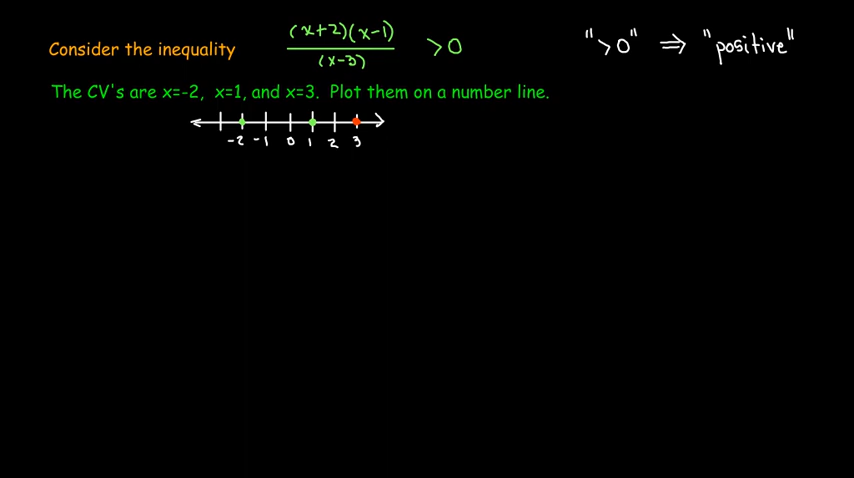 Consider the inequality (x+2)(x-1) / (x-3) >0 ">0" ⇒ "positive"
The CV's are x=-2, x=1, and x=3. Plot them on a number line.
-2 -1 0 1 2 3